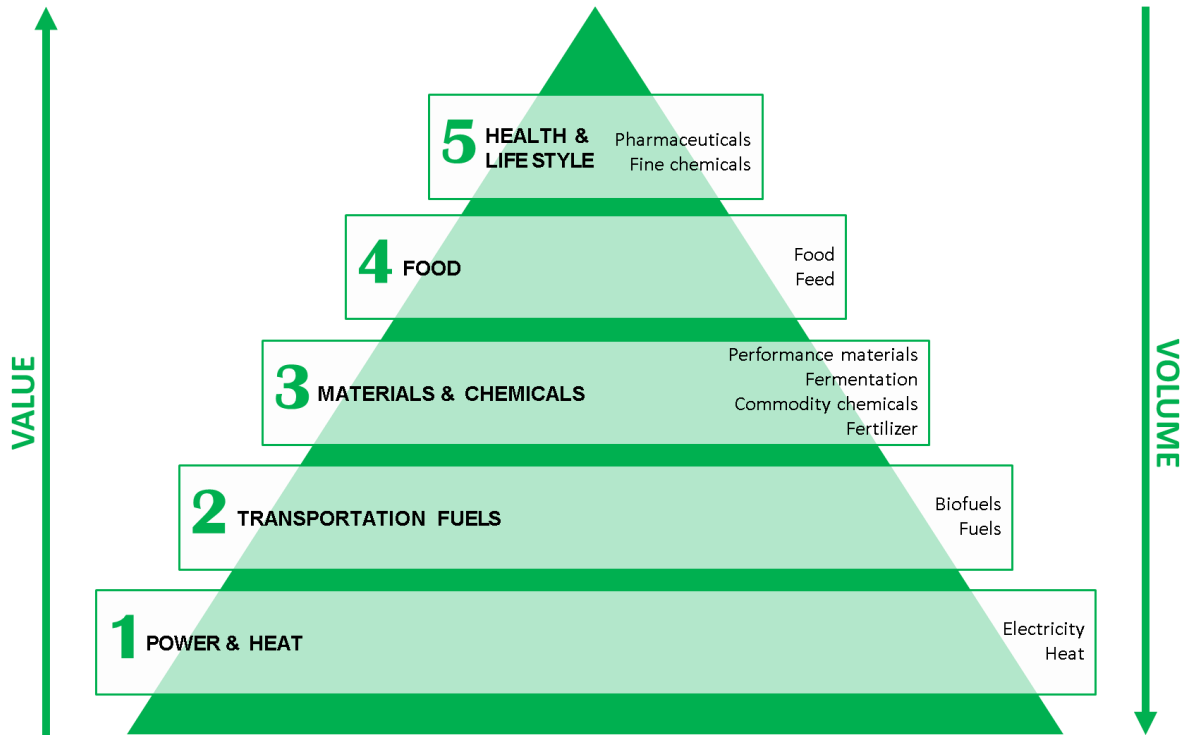 VALUE
VOLUME
5 HEALTH &
LIFE STYLE
Pharmaceuticals
Fine chemicals
4 FOOD
Food
Feed
3 MATERIALS & CHEMICALS
Performance materials
Fermentation
Commodity chemicals
Fertilizer
2 TRANSPORTATION FUELS
Biofuels
Fuels
1 POWER & HEAT
Electricity
Heat